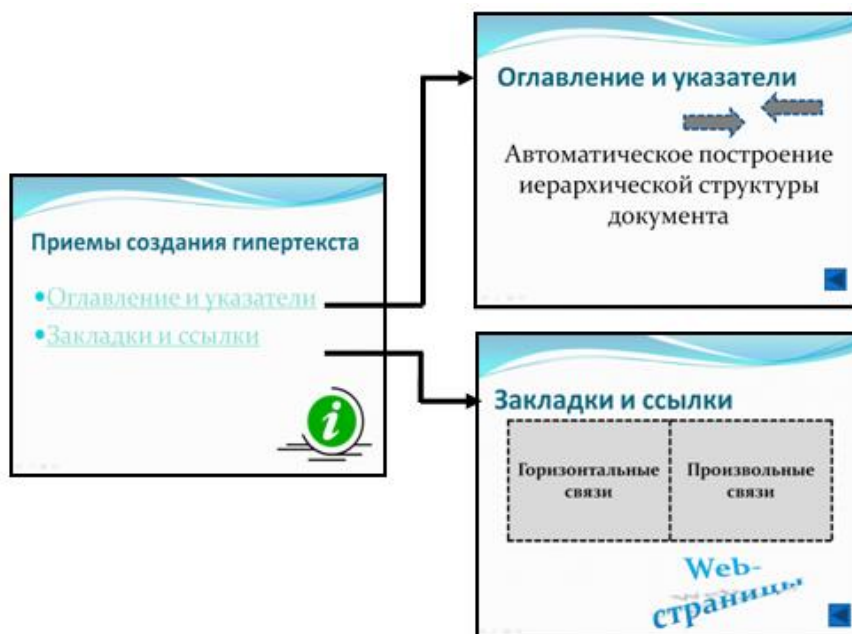 Приемы создания гипертекста
•Оглавление и указатели
•Закладки и ссылки
i
Оглавление и указатели
Автоматическое построение
иерархической структуры
документа
Закладки и ссылки
Горизонтальные
связи
Произвольные
связи
Web-
страницы